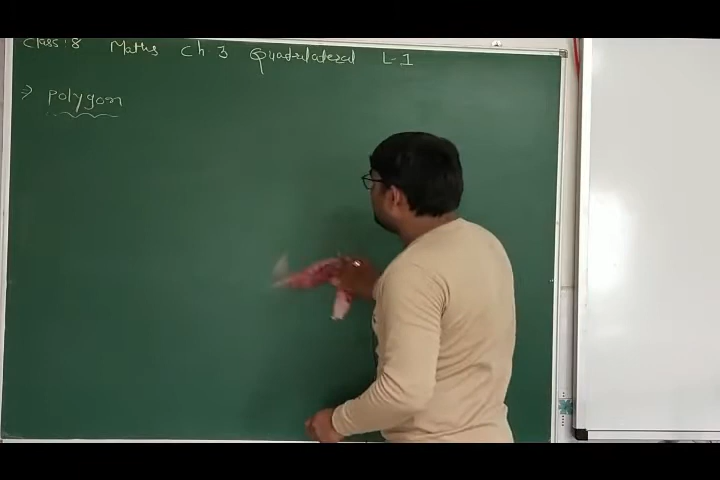 Class:8 Maths Ch 3 Quadrilateral L-1
⇒ polygon